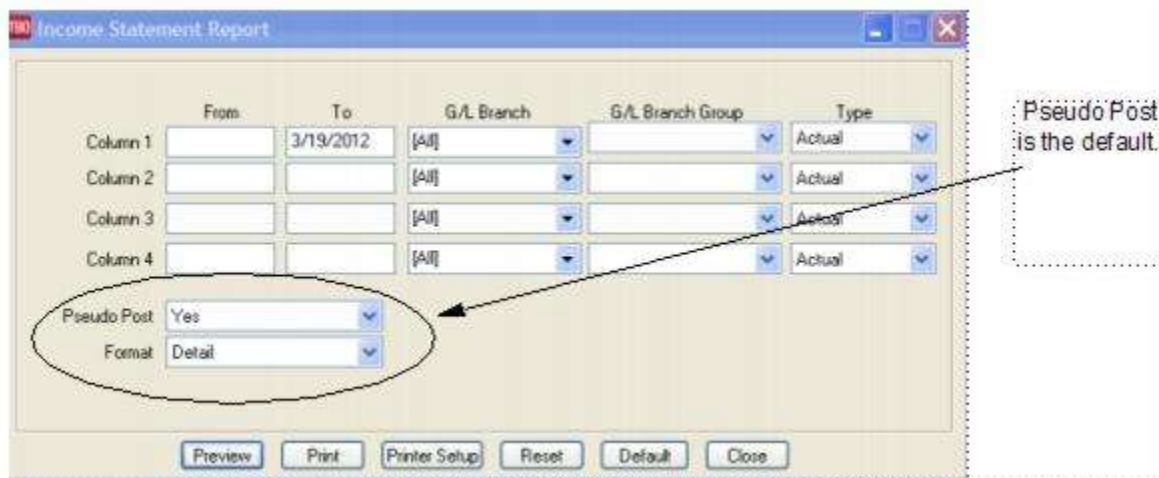 TBO Income Statement Report
From To G/L Branch G/L Branch Group Type
Column 1 3/19/2012 [All] Actual
Column 2 [All] Actual
Column 3 [All] Actual
Column 4 [All] Actual
Pseudo Post Yes
Format Detail
Preview Print Printer Setup Reset Default Close
Pseudo Post
is the default.